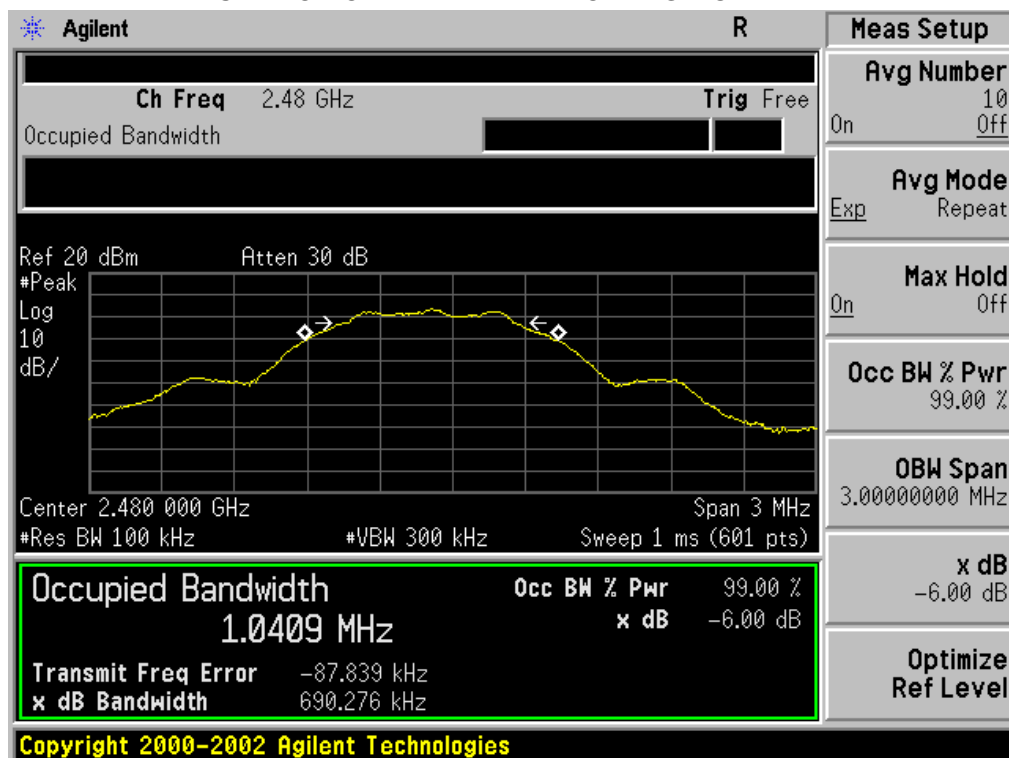 Agilent R Meas Setup
Ch Freq 2.48 GHz Trig Free
Occupied Bandwidth
Ref 20 dBm Atten 30 dB
#Peak
Log
10
dB/
Center 2.480 000 GHz Span 3 MHz
#Res BW 100 kHz #VBW 300 kHz Sweep 1 ms (601 pts)
Occupied Bandwidth Occ BW % Pwr 99.00 %
1.0409 MHz x dB -6.00 dB
Transmit Freq Error -87.839 kHz
x dB Bandwidth 690.276 kHz
Avg Number
10
On Off
Avg Mode
Exp Repeat
Max Hold
On Off
Occ BW % Pwr
99.00 %
OBW Span
3.00000000 MHz
x dB
-6.00 dB
Optimize
Ref Level
Copyright 2000-2002 Agilent Technologies